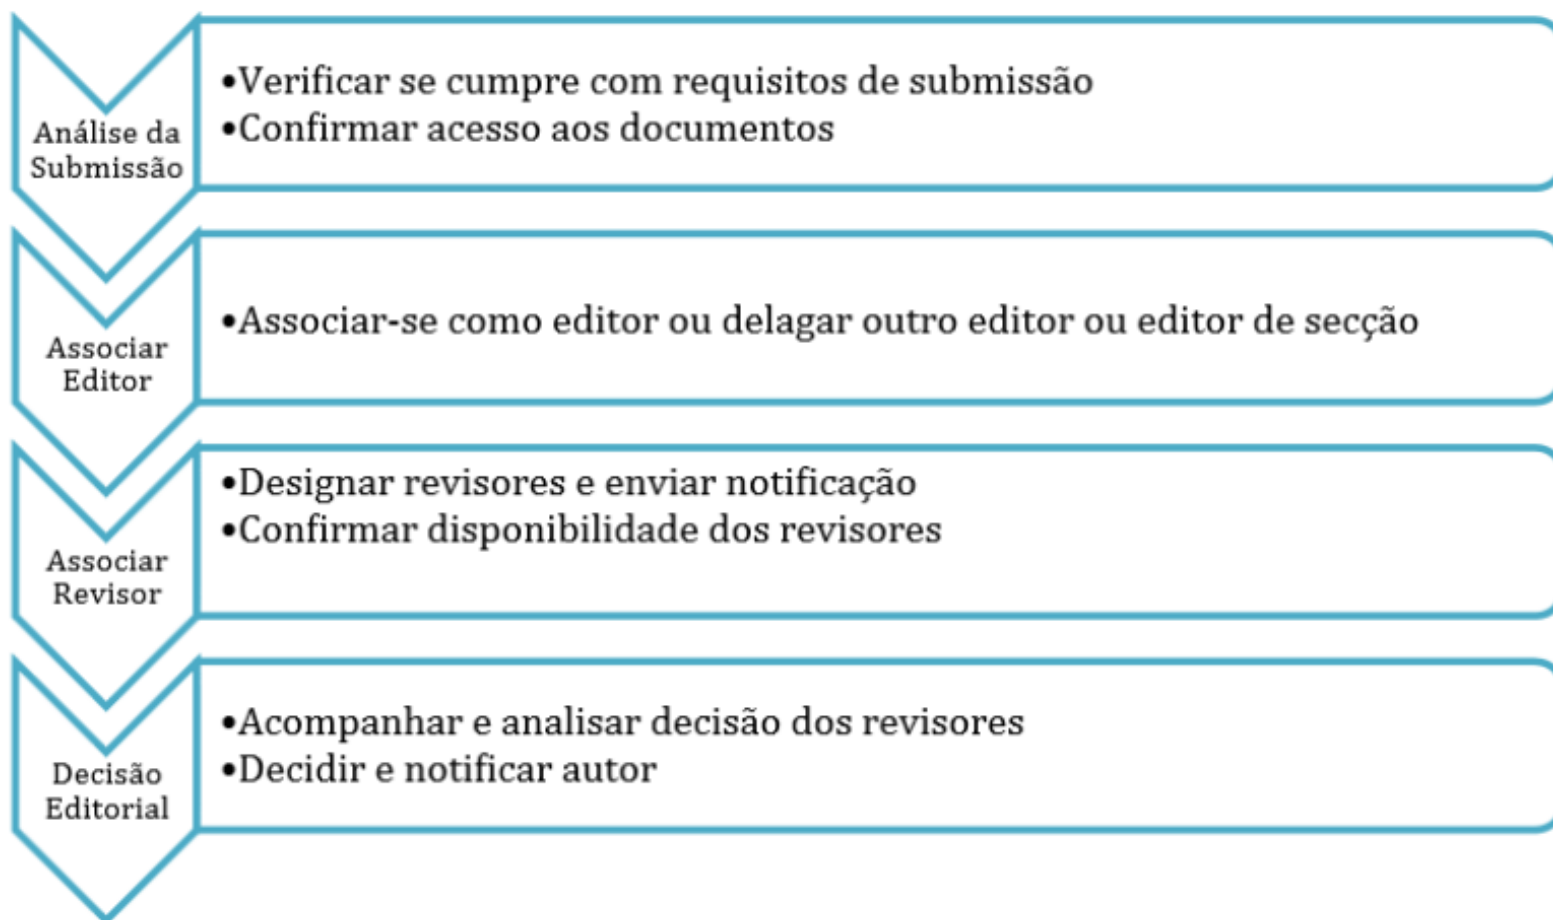 Análise da
Submissão
•Verificar se cumpre com requisitos de submissão
•Confirmar acesso aos documentos
Associar
Editor
•Associar-se como editor ou delagar outro editor ou editor de secção
Associar
Revisor
•Designar revisores e enviar notificação
•Confirmar disponibilidade dos revisores
Decisão
Editorial
•Acompanhar e analisar decisão dos revisores
•Decidir e notificar autor